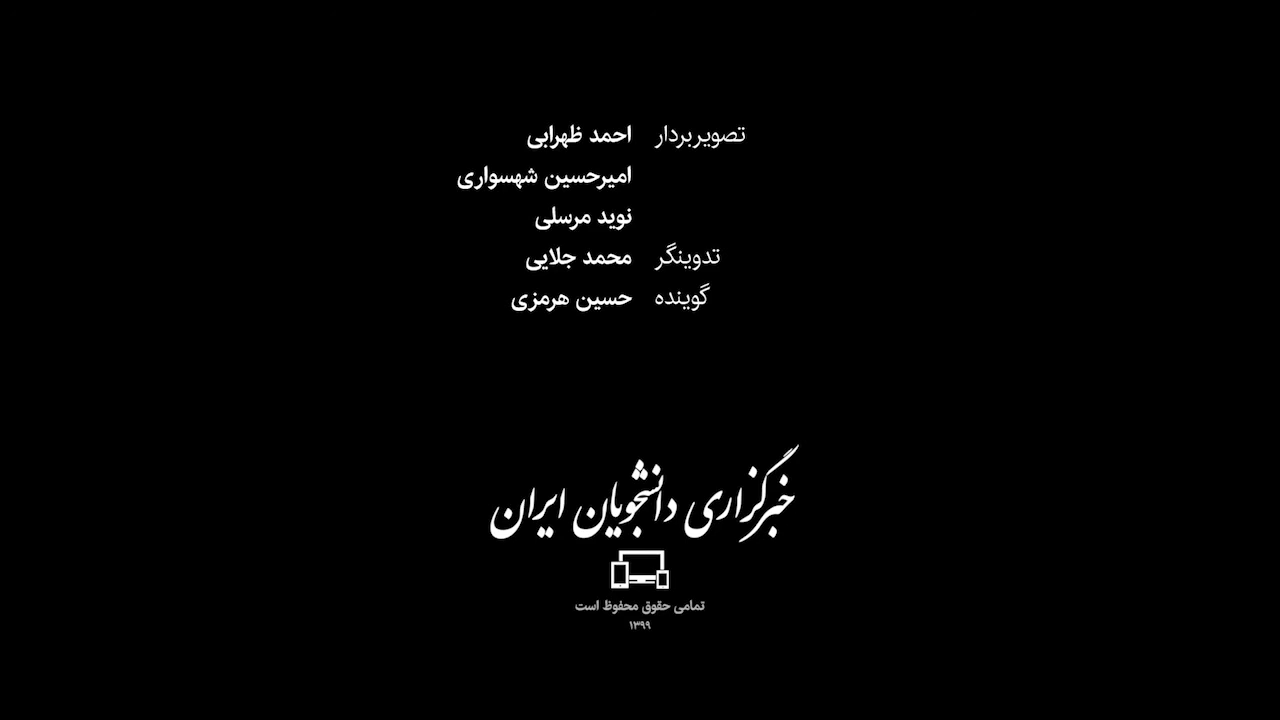 تصویربردار احمد ظهرابی
امیرحسین شهسواری
نوید مرسلی
تدوینگر محمد جلایی
گوینده حسین هرمزی
خبرگزاری دانشجویان ایران
تمامی حقوق محفوظ است
۱۳۹۹